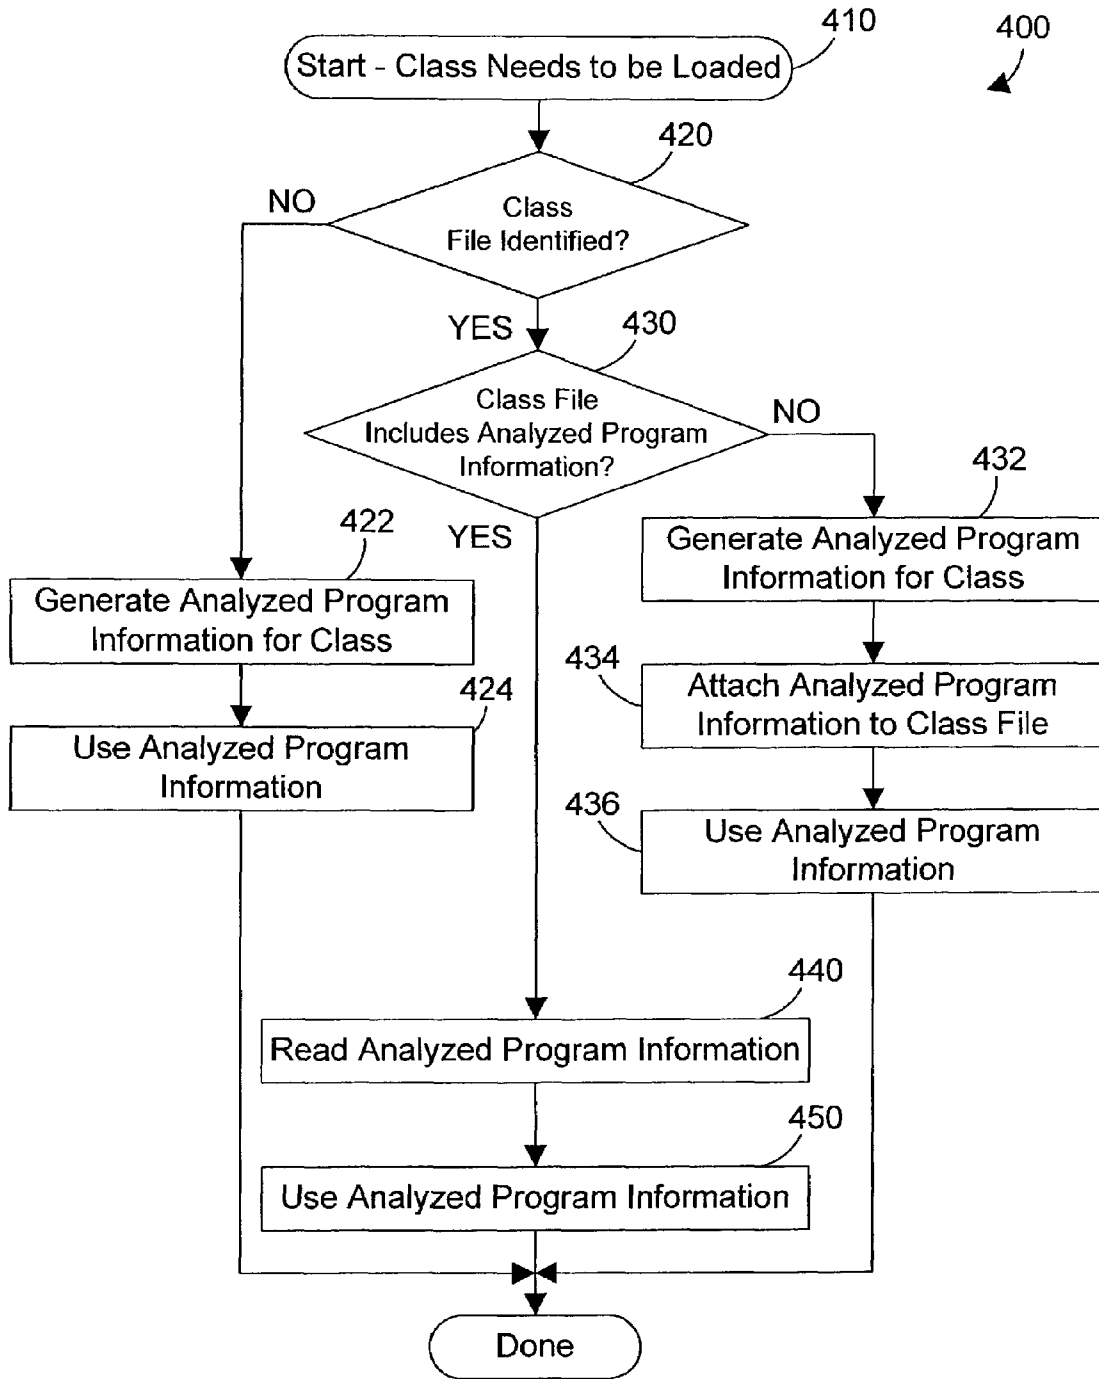 410
400
Start - Class Needs to be Loaded
420
NO
Class
File Identified?
YES
430
Class File
Includes Analyzed Program
Information?
NO
432
YES
422
Generate Analyzed Program
Information for Class
Generate Analyzed Program
Information for Class
434
Attach Analyzed Program
Information to Class File
424
Use Analyzed Program
Information
436
Use Analyzed Program
Information
440
Read Analyzed Program Information
450
Use Analyzed Program Information
Done